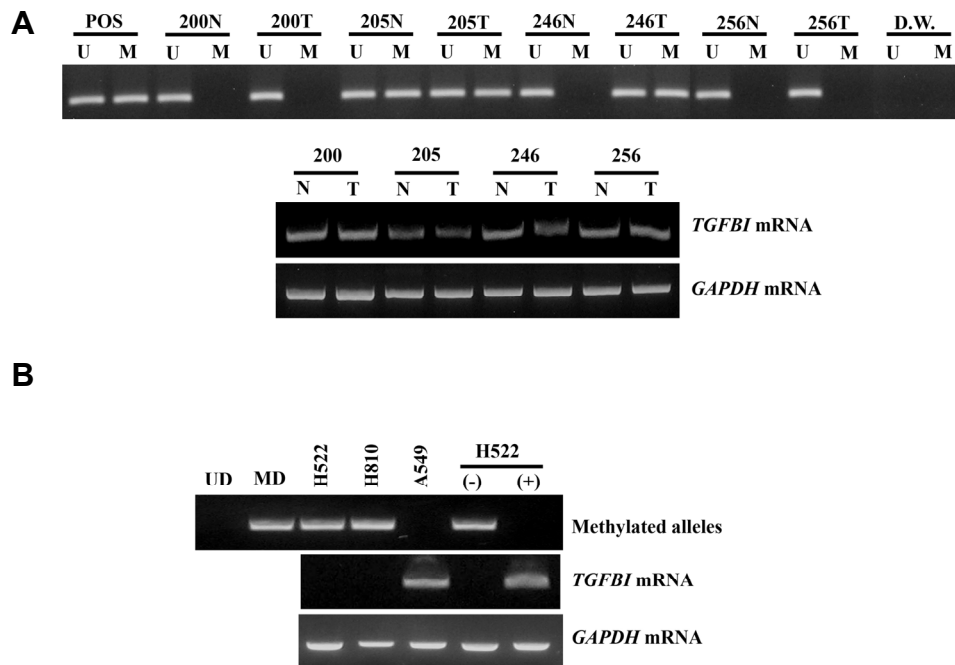 A
POS 200N 200T 205N 205T 246N 246T 256N 256T D.W.
U M U M U M U M U M U M U M U M U M U M
200 205 246 256
N T N T N T N T
TGFBI mRNA
GAPDH mRNA
B
UD MD H522 H810 A549 H522
(-) (+)
Methylated alleles
TGFBI mRNA
GAPDH mRNA